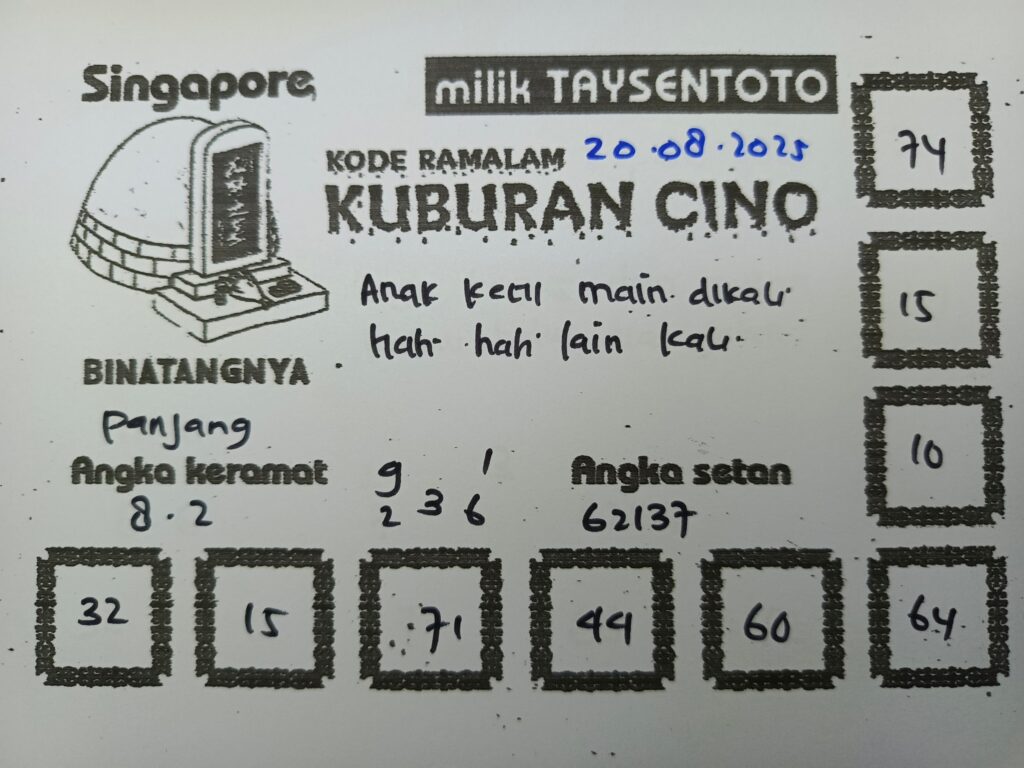 Singapore
milik TAYSENTOTO
KODE RAMALAM 20.08.2025
KUBURAN CINO
74
Anak kecil main dikali
hah hah lain kali
15
BINATANGNYA
Panjang
10
Angka keramat
8.2
9 1
3
2 6
Angka setan
62137
32 15 71 44 60 64